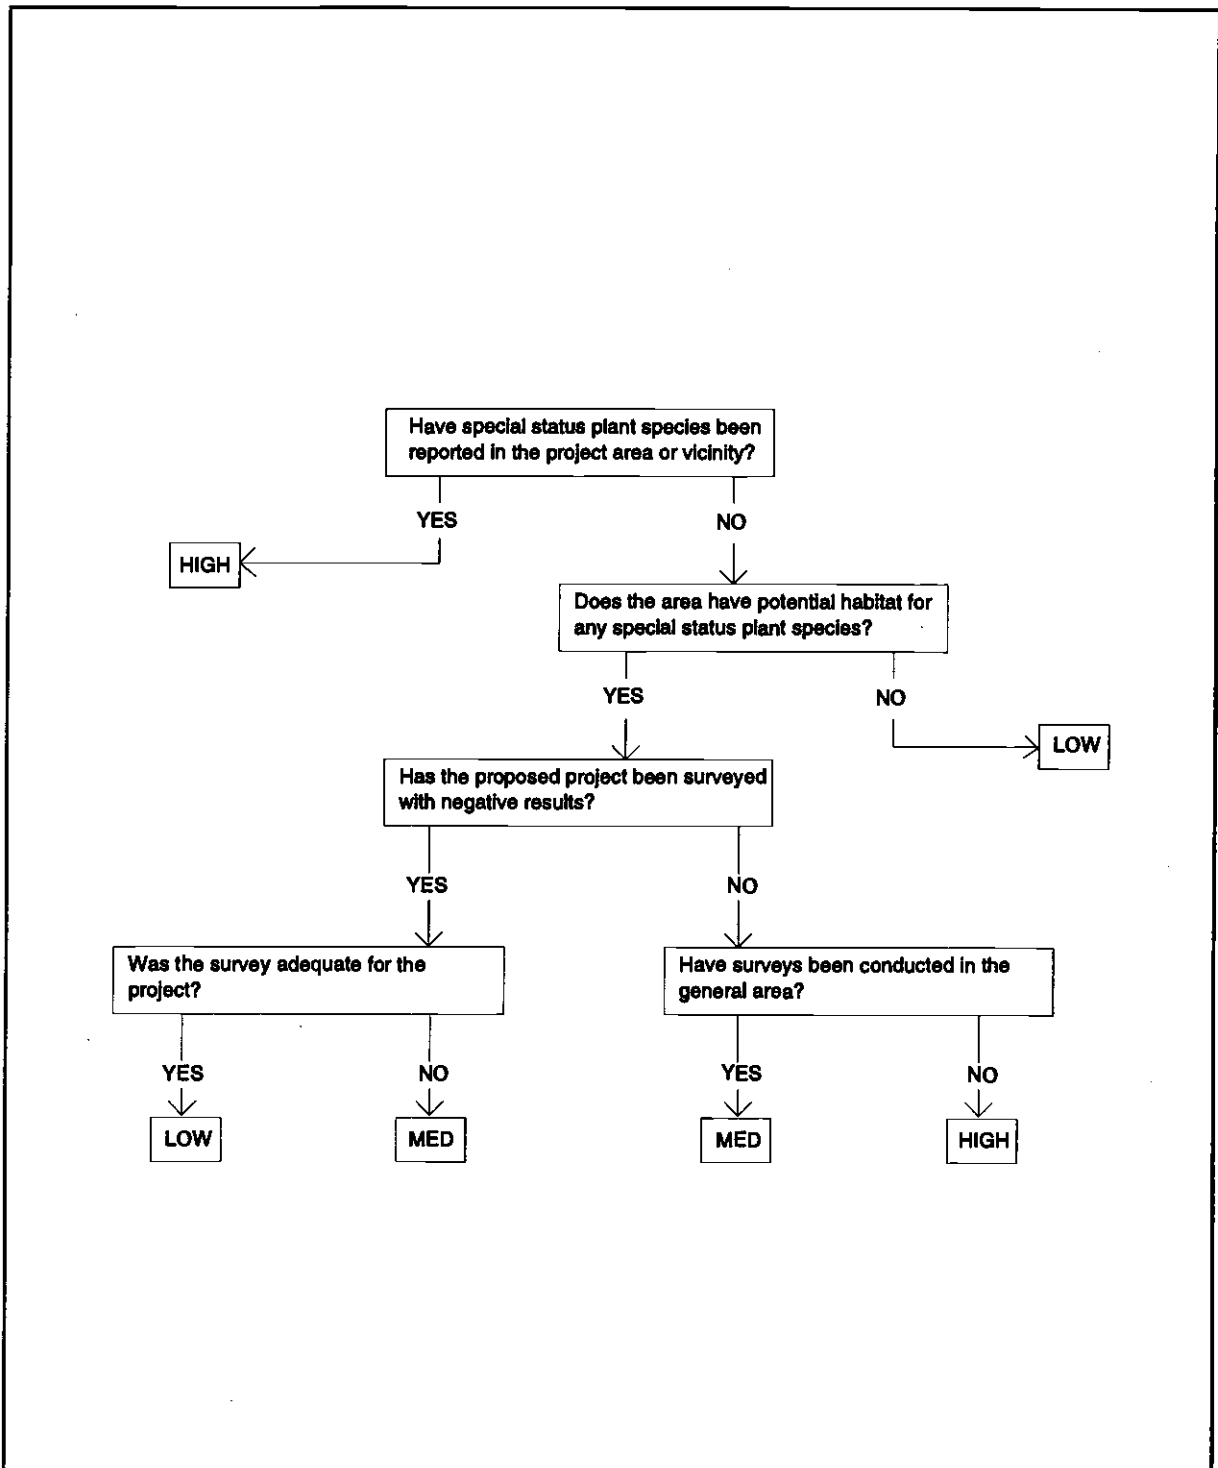 Have special status plant species been
reported in the project area or vicinity?
YES
NO
HIGH
Does the area have potential habitat for
any special status plant species?
YES
NO
LOW
Has the proposed project been surveyed
with negative results?
YES
NO
Was the survey adequate for the
project?
Have surveys been conducted in the
general area?
YES
NO
YES
NO
LOW
MED
MED
HIGH